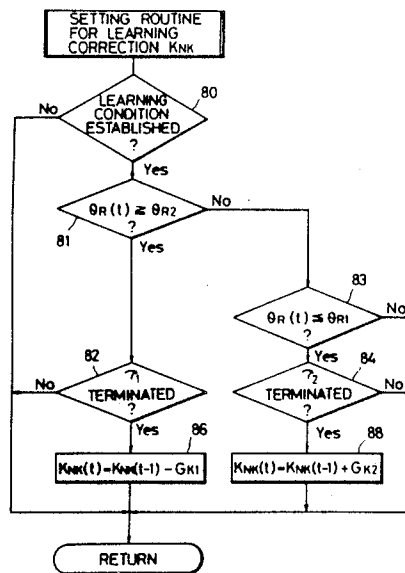 SETTING ROUTINE
FOR LEARNING
CORRECTION KNK
80
No
LEARNING
CONDITION
ESTABLISHED
?
Yes
θR(t) ≧ θR2
?
No
81
Yes
83
θR(t) ≦ θR1
?
No
Yes
82
No
τ1
TERMINATED
?
Yes
84
τ2
TERMINATED
?
No
Yes
86
KNK(t)=KNK(t-1)-GK1
88
KNK(t)=KNK(t-1)+GK2
RETURN